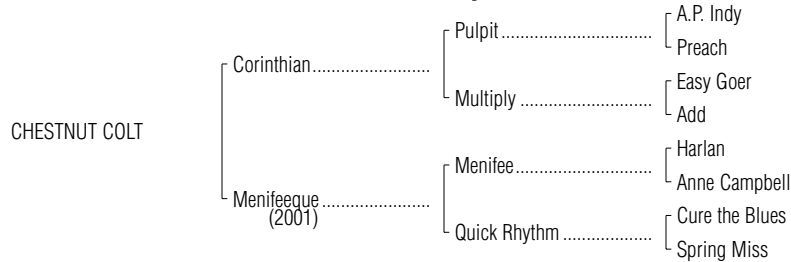 A.P. Indy
Pulpit
Preach
Corinthian
Easy Goer
Multiply
Add
CHESTNUT COLT
Harlan
Menifee
Anne Campbell
Menifeeque
(2001)
Cure the Blues
Quick Rhythm
Spring Miss